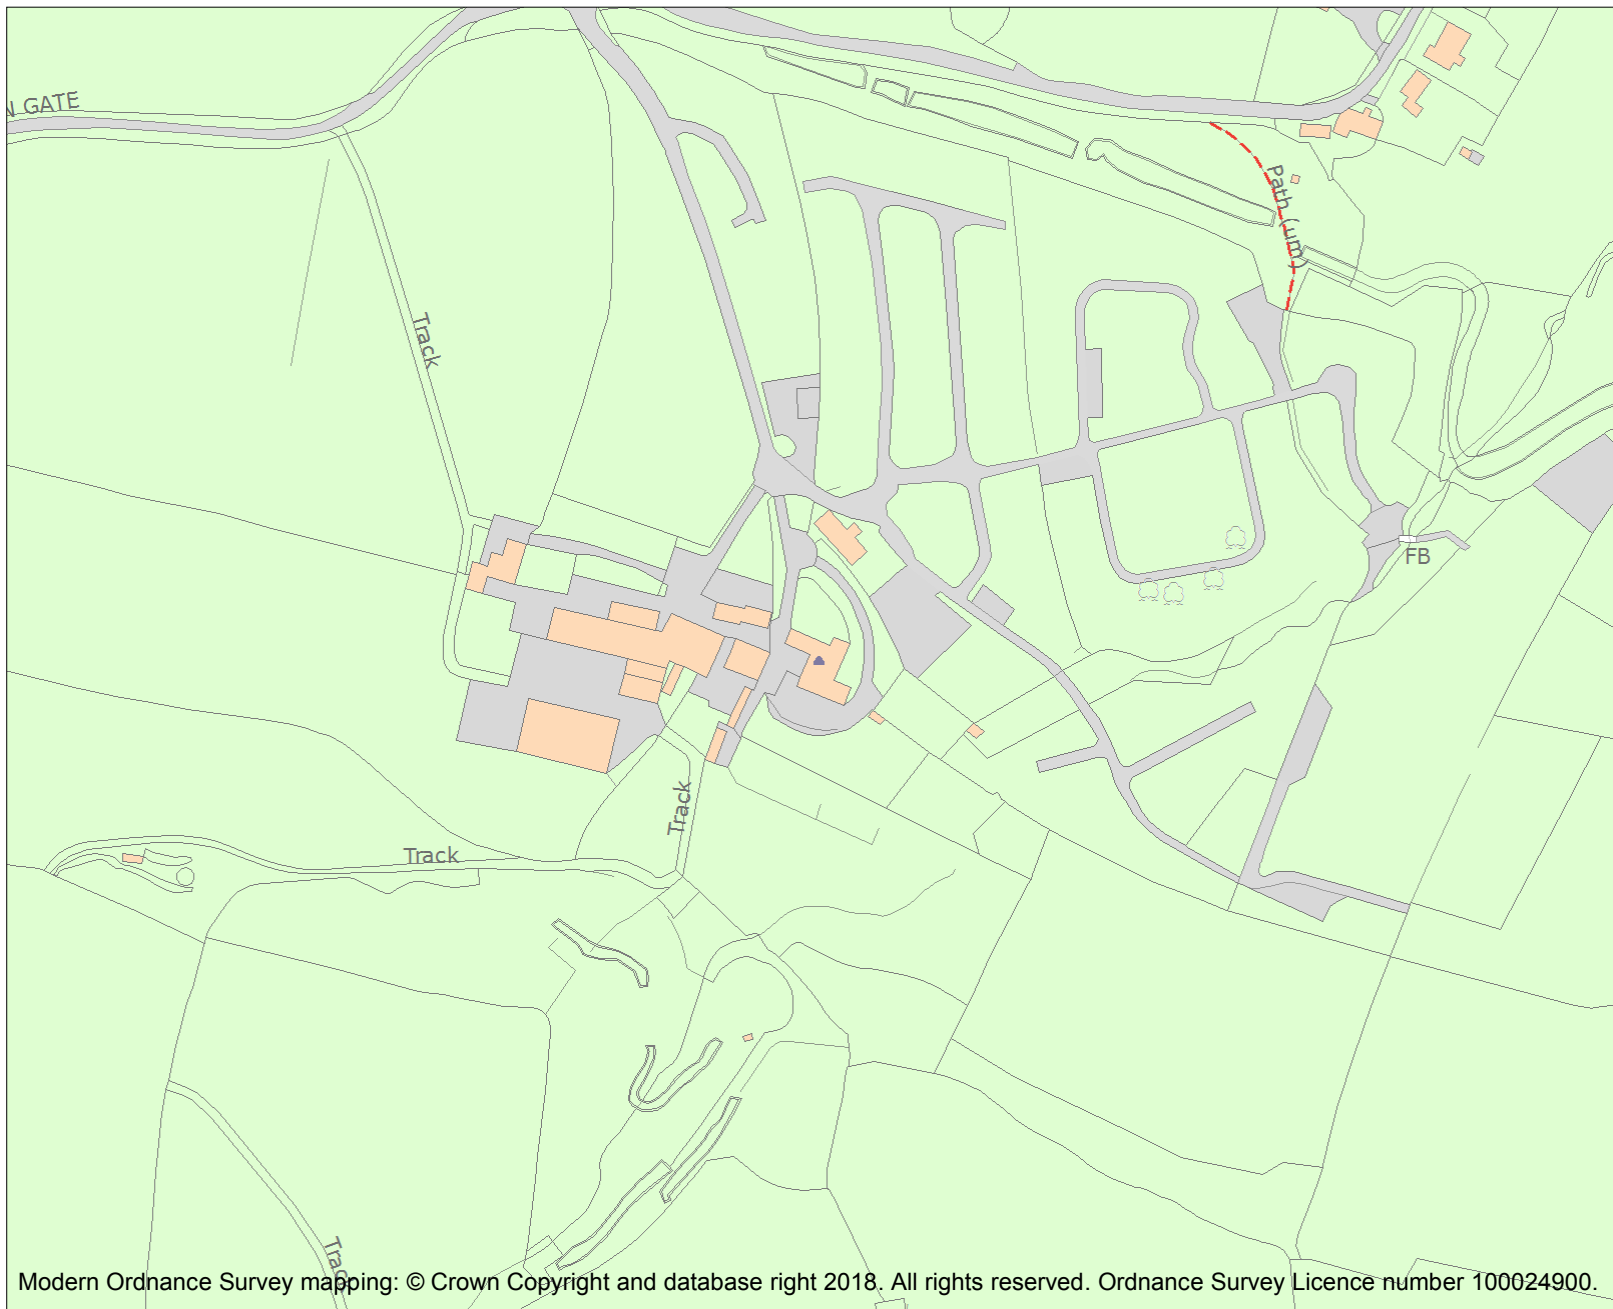 N GATE
Path (um)
Track
FB
Track
Track
Track
Modern Ordnance Survey mapping: © Crown Copyright and database right 2018. All rights reserved. Ordnance Survey Licence number 100024900.